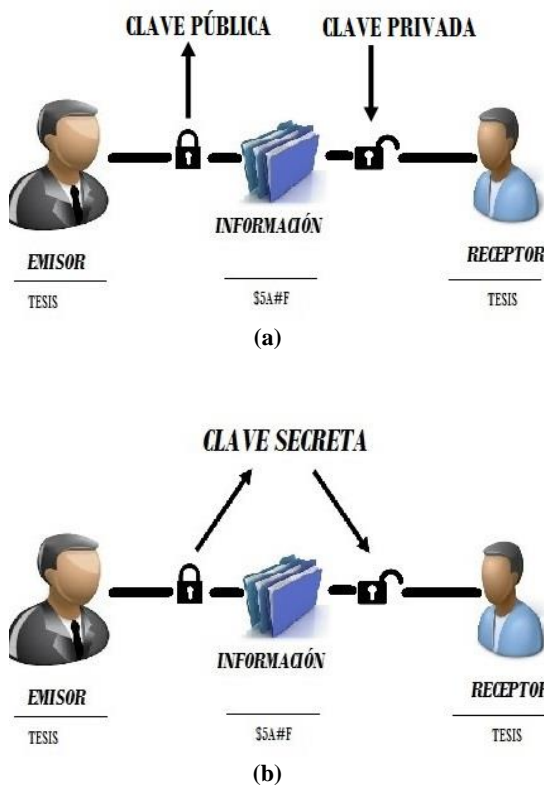 CLAVE PÚBLICA CLAVE PRIVADA
INFORMACIÓN
EMISOR RECEPTOR
TESIS $5A#F TESIS
(a)
CLAVE SECRETA
INFORMACIÓN
EMISOR RECEPTOR
TESIS $5A#F TESIS
(b)